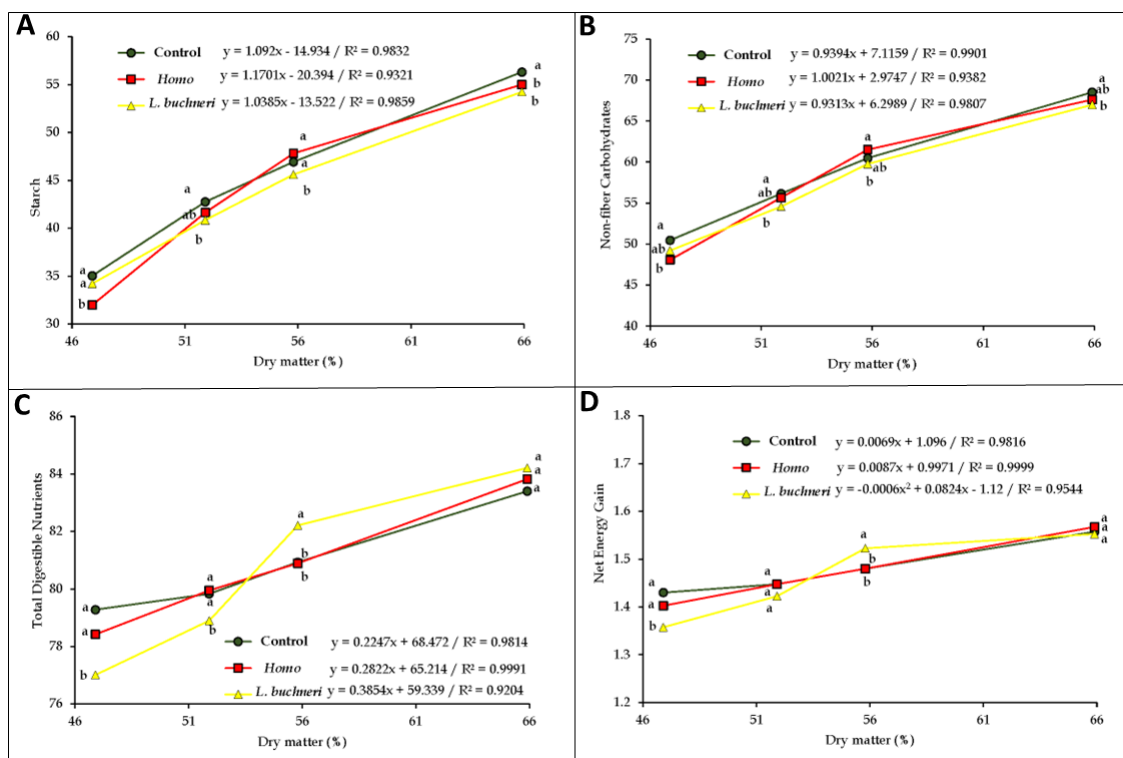 A
Control y = 1.092x - 14.934 / R² = 0.9832
Homo y = 1.1701x - 20.394 / R² = 0.9321
L. buchneri y = 1.0385x - 13.522 / R² = 0.9859
Starch
60
55
50
45
40
35
30
a
b
b
a
a
b
a
ab
b
a
a
b
46 51 56 61 66
Dry matter (%)
B
Control y = 0.9394x + 7.1159 / R² = 0.9901
Homo y = 1.0021x + 2.9747 / R² = 0.9382
L. buchneri y = 0.9313x + 6.2989 / R² = 0.9807
Non-fiber Carbohydrates
75
70
65
60
55
50
45
40
a
ab
b
a
ab
b
a
ab
b
a
ab
b
46 51 56 61 66
Dry matter (%)
C
Total Digestible Nutrients
86
84
82
80
78
76
a
a
a
a
b
b
a
a
b
a
a
b
Control y = 0.2247x + 68.472 / R² = 0.9814
Homo y = 0.2822x + 65.214 / R² = 0.9991
L. buchneri y = 0.3854x + 59.339 / R² = 0.9204
46 51 56 61 66
Dry matter (%)
D
Control y = 0.0069x + 1.096 / R² = 0.9816
Homo y = 0.0087x + 0.9971 / R² = 0.9999
L. buchneri y = -0.0006x² + 0.0824x - 1.12 / R² = 0.9544
Net Energy Gain
1.8
1.7
1.6
1.5
1.4
1.3
1.2
a
a
a
a
b
b
a
a
a
a
a
b
46 51 56 61 66
Dry matter (%)